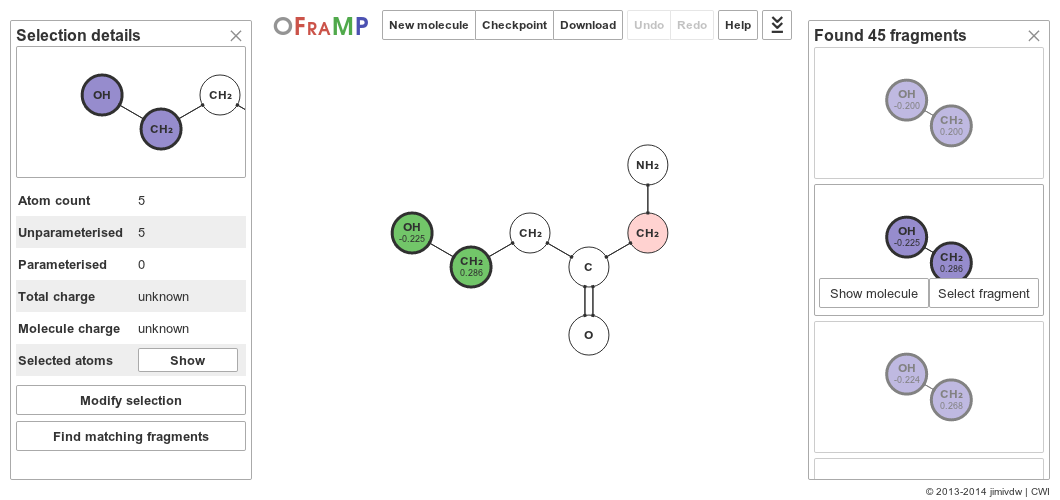 Selection details
OH
CH₂
CH₂
Atom count 5
Unparameterised 5
Parameterised 0
Total charge unknown
Molecule charge unknown
Selected atoms Show
Modify selection
Find matching fragments
OFRAMP
New molecule Checkpoint Download Undo Redo Help
NH₂
OH
-0.225
CH₂
0.286
CH₂
C
CH₂
O
Found 45 fragments
OH
-0.200
CH₂
0.200
OH
-0.225
CH₂
0.286
Show molecule Select fragment
OH
-0.224
CH₂
0.268
© 2013-2014 jimivdw | CWI